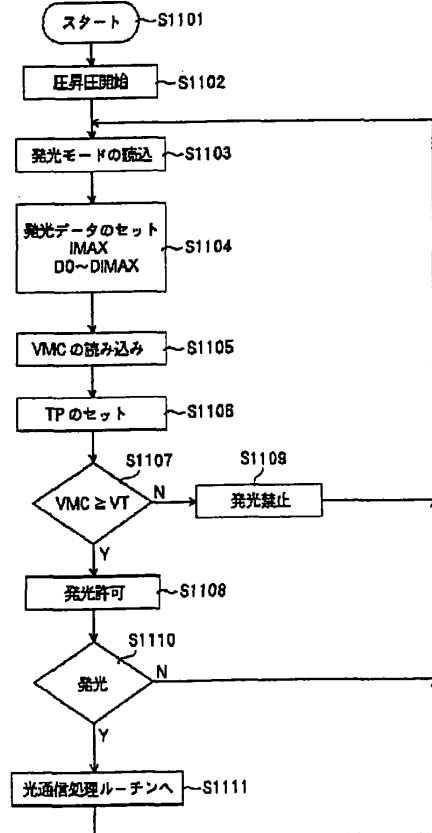 スタート
S1101
圧昇圧開始
S1102
発光モードの読込
S1103
発光データのセット
IMAX
D0～DIMAX
S1104
VMCの読み込み
S1105
TPのセット
S1106
S1107
VMC≧VT
N
Y
S1109
発光禁止
発光許可
S1108
S1110
発光
N
Y
光通信処理ルーチンへ
S1111